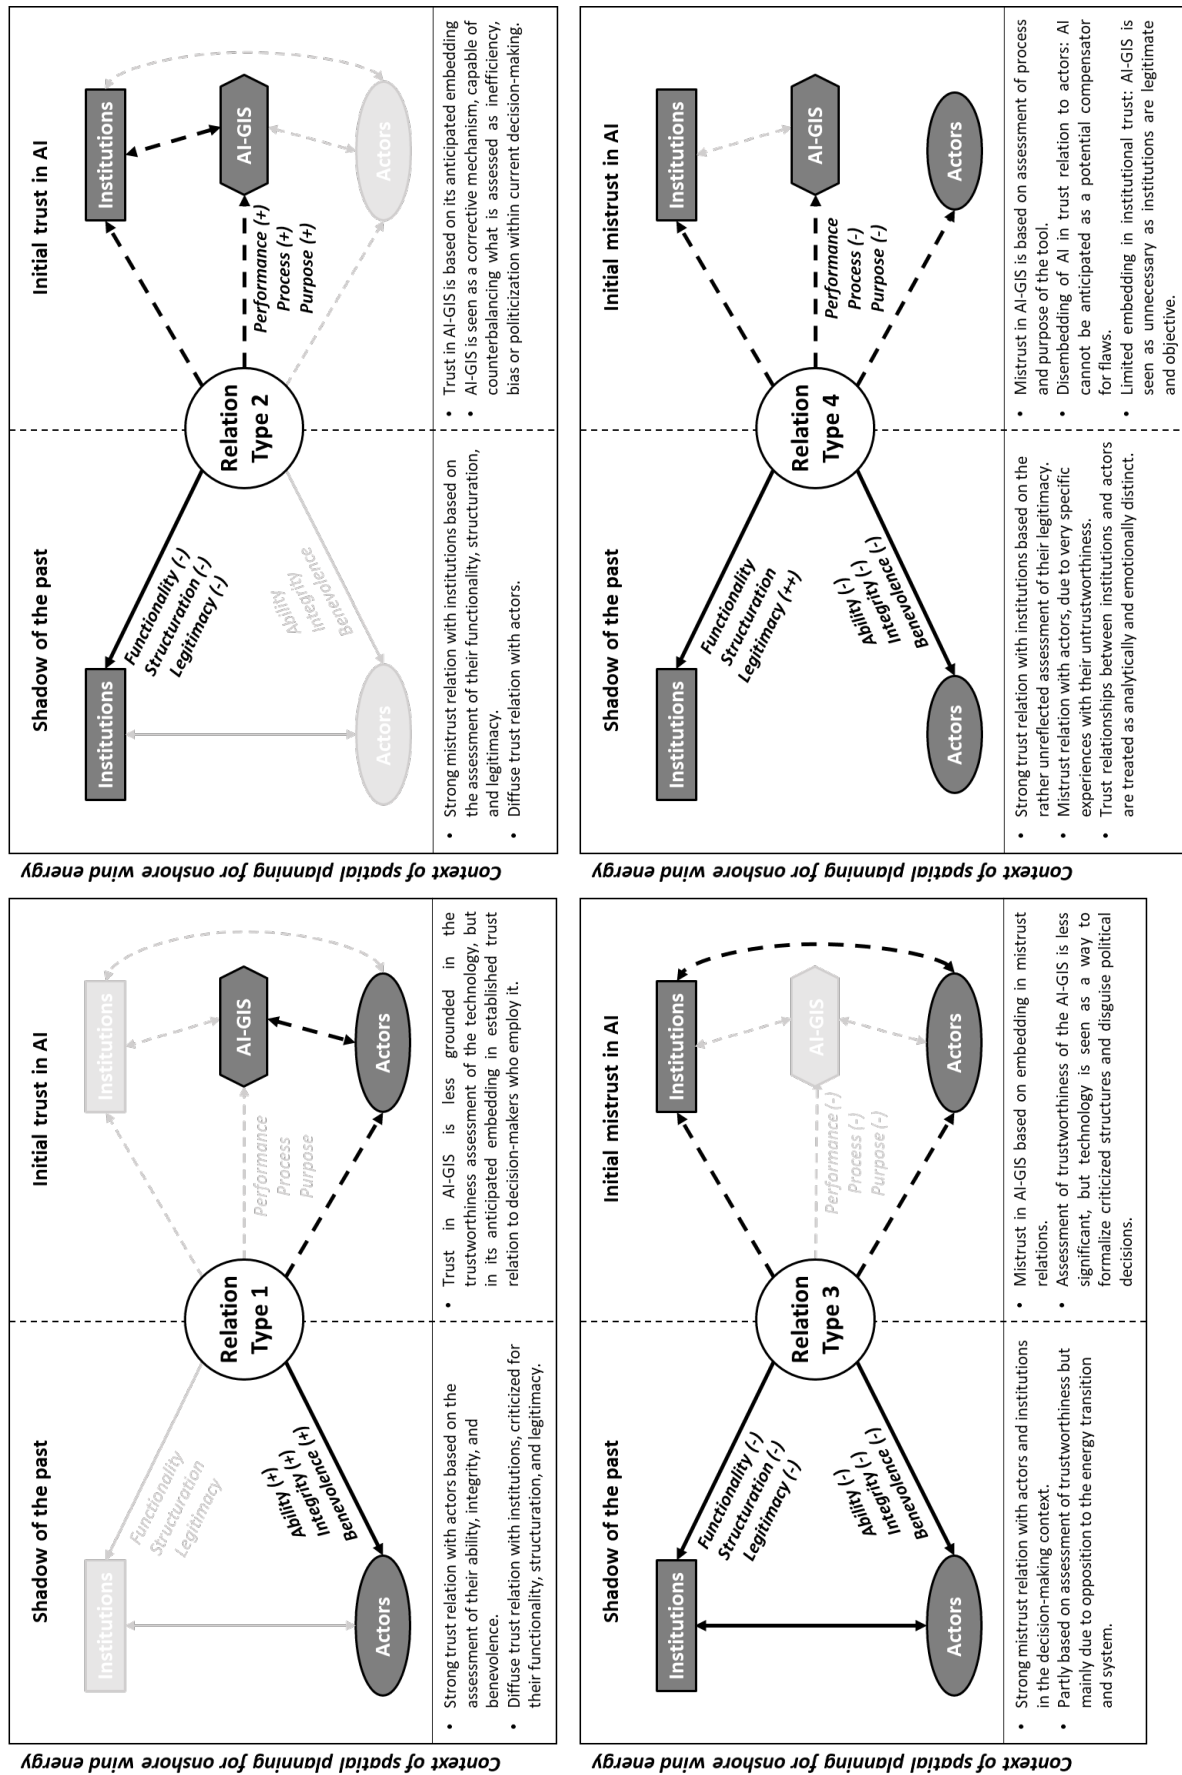 Context of spatial planning for onshore wind energy
Shadow of the past
Initial trust in AI
Institutions
Functionality
Structuration
Legitimacy
Actors
Ability (+)
Integrity (+)
Benevolence (+)
Relation
Type 1
Institutions
AI-GIS
Performance
Process
Purpose
Actors
• Strong trust relation with actors based on the
assessment of their ability, integrity, and
benevolence.
• Diffuse trust relation with institutions, criticized for
their functionality, structuration, and legitimacy.
• Trust in AI-GIS is less grounded in the
trustworthiness assessment of the technology, but
in its anticipated embedding in established trust
relation to decision-makers who employ it.
Context of spatial planning for onshore wind energy
Shadow of the past
Initial trust in AI
Institutions
Functionality (-)
Structuration (-)
Legitimacy (-)
Actors
Ability
Integrity
Benevolence
Relation
Type 2
Institutions
AI-GIS
Performance (+)
Process (+)
Purpose (+)
Actors
• Strong mistrust relation with institutions based on
the assessment of their functionality, structuration,
and legitimacy.
• Diffuse trust relation with actors.
• Trust in AI-GIS is based on its anticipated embedding
• AI-GIS is seen as a corrective mechanism, capable of
counterbalancing what is assessed as inefficiency,
bias or politicization within current decision-making.
Context of spatial planning for onshore wind energy
Shadow of the past
Initial mistrust in AI
Institutions
Functionality (-)
Structuration (-)
Legitimacy (-)
Actors
Ability (-)
Integrity (-)
Benevolence (-)
Relation
Type 3
Institutions
AI-GIS
Performance (-)
Process (-)
Purpose (-)
Actors
• Strong mistrust relation with actors and institutions
in the decision-making context.
• Partly based on assessment of trustworthiness but
mainly due to opposition to the energy transition
and system.
• Mistrust in AI-GIS based on embedding in mistrust
relations.
• Assessment of trustworthiness of the AI-GIS is less
significant, but technology is seen as a way to
formalize criticized structures and disguise political
decisions.
Context of spatial planning for onshore wind energy
Shadow of the past
Initial mistrust in AI
Institutions
Functionality
Structuration
Legitimacy (++)
Actors
Ability (-)
Integrity (-)
Benevolence (-)
Relation
Type 4
Institutions
AI-GIS
Performance
Process (-)
Purpose (-)
Actors
• Strong trust relation with institutions based on the
rather unreflected assessment of their legitimacy.
• Mistrust relation with actors, due to very specific
experiences with their untrustworthiness.
• Trust relationships between institutions and actors
are treated as analytically and emotionally distinct.
• Mistrust in AI-GIS is based on assessment of process
and purpose of the tool.
• Disembedding of AI in trust relation to actors: AI
cannot be anticipated as a potential compensator
for flaws.
• Limited embedding in institutional trust: AI-GIS is
seen as unnecessary as institutions are legitimate
and objective.